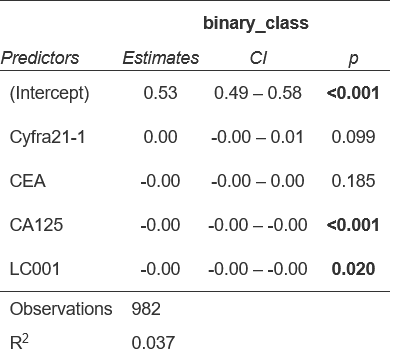 binary_class
Predictors Estimates CI p
(Intercept) 0.53 0.49 – 0.58 <0.001
Cyfra21-1 0.00 -0.00 – 0.01 0.099
CEA -0.00 -0.00 – 0.00 0.185
CA125 -0.00 -0.00 – -0.00 <0.001
LC001 -0.00 -0.00 – -0.00 0.020
Observations 982
R² 0.037